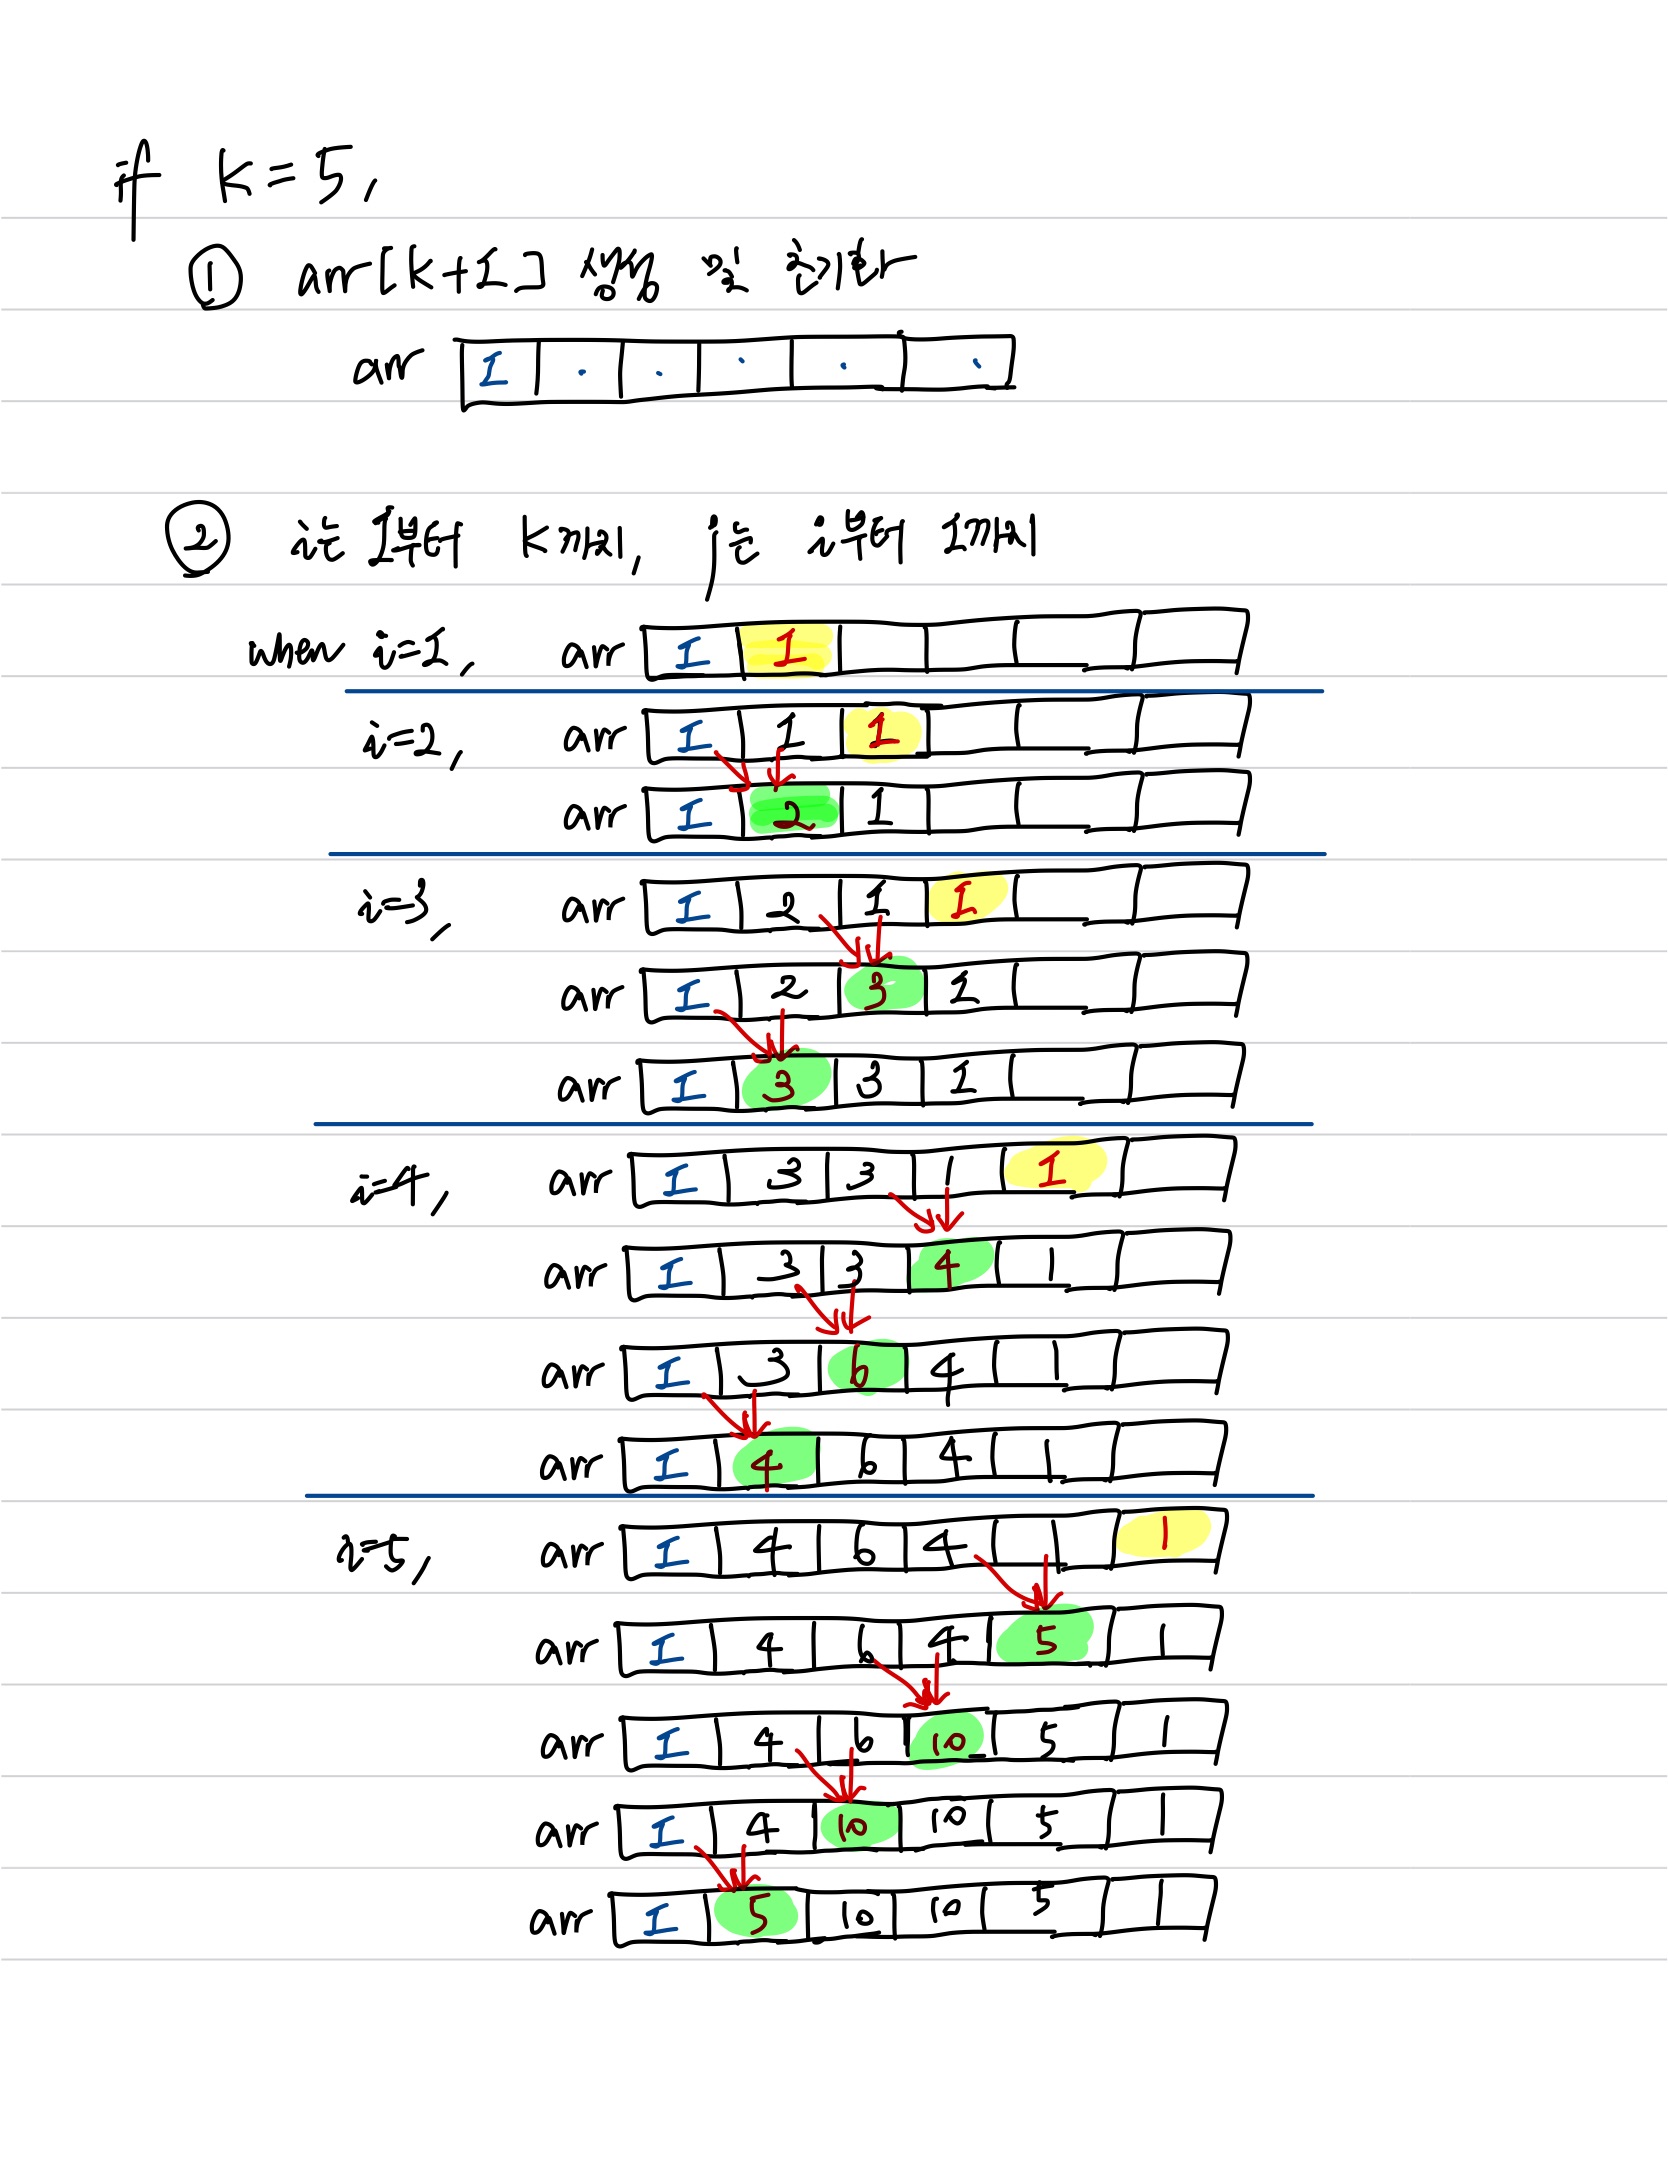 if k=5,
① arr[k+1] 생성 및 초기화
arr 1 . . . . .
② i는 1부터 k까지, j는 i부터 1까지
when i=1, arr 1 1
i=2, arr 1 1 1
arr 1 2 1
i=3, arr 1 2 1 1
arr 1 2 3 1
arr 1 3 3 1
i=4, arr 1 3 3 1 1
arr 1 3 3 4 1
arr 1 3 6 4 1
arr 1 4 6 4 1
i=5, arr 1 4 6 4 1 1
arr 1 4 6 4 5 1
arr 1 4 6 10 5 1
arr 1 4 10 10 5 1
arr 1 5 10 10 5 1